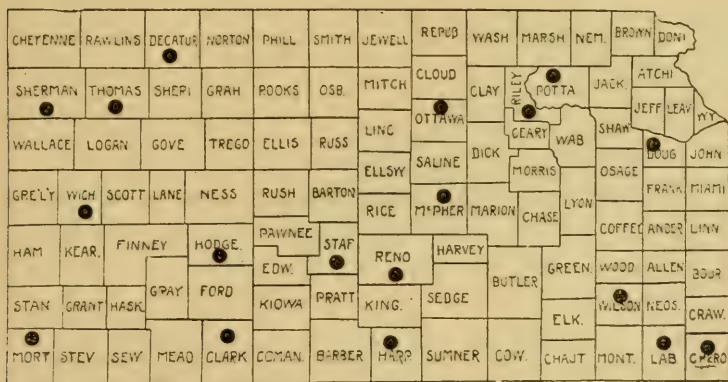 CHEYENNE RAWLINS DECATUR NORTON PHILL SMITH JEWELL REPUB WASH MARSH NEM. BROWN DONI
SHERMAN THOMAS SHERI GRAH ROOKS OSB. MITCH CLOUD CLAY RILEY POTTA JACK. ATCHI
JEFF LEAV WY
OTTAWA
WALLACE LOGAN GOVE TREGO ELLIS RUSS LINC GEARY WAB SHAW DOUG JOHN
SALINE DICK
ELLSW MORRIS OSAGE
GRE'LY WICH SCOTT LANE NESS RUSH BARTON LYON FRANK MIAMI
RICE McPHER MARION CHASE
PAWNEE COFFEE ANDER LINN
HAM KEAR. FINNEY HODGE. STAF RENO HARVEY
EDW. BUTLER GREEN. WOOD ALLEN BOUR
GRAY FORD
STAN GRANT HASK. KIOWA PRATT KING. SEDGE WILSON NEOS.
ELK. CRAW.
MORT STEV SEW MEAD CLARK COMAN. BARBER HARP SUMNER COW. CHAUT MONT. LAB CHERO